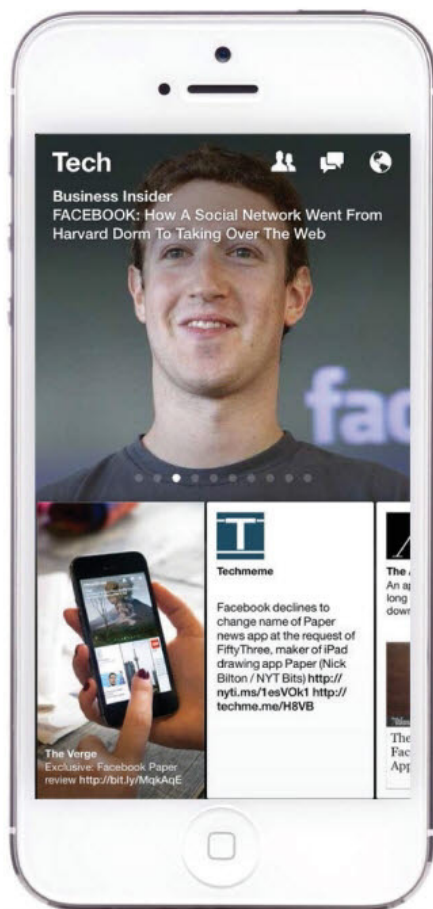 Tech
Business Insider
FACEBOOK: How A Social Network Went From
Harvard Dorm To Taking Over The Web
fac
The Verge
Exclusive: Facebook Paper
review http://bit.ly/MqkAqE
T
Techmeme
Facebook declines to
change name of Paper
news app at the request of
FiftyThree, maker of iPad
drawing app Paper (Nick
Bilton / NYT Bits) http://
nyti.ms/1esVOk1 http://
techme.me/H8VB
The
An ap
long
down
The
Fac
App